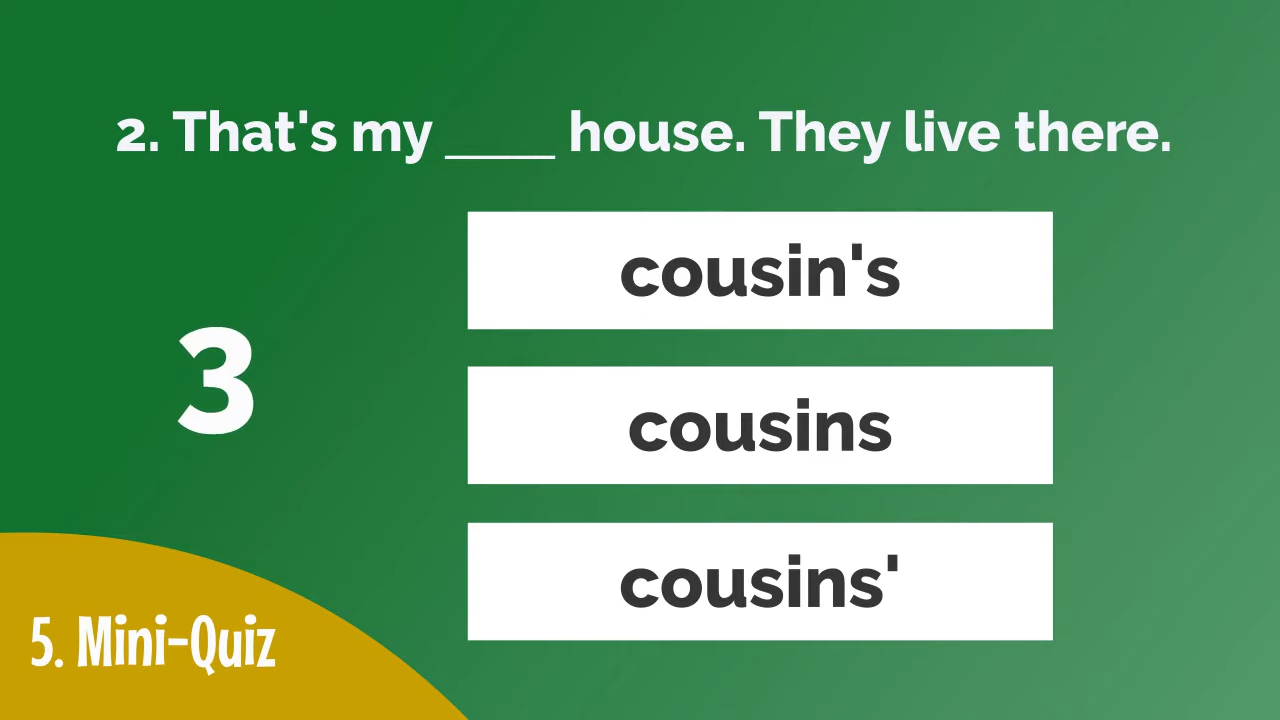 2. That's my ____ house. They live there.
cousin's
3
cousins
cousins'
5. Mini-Quiz